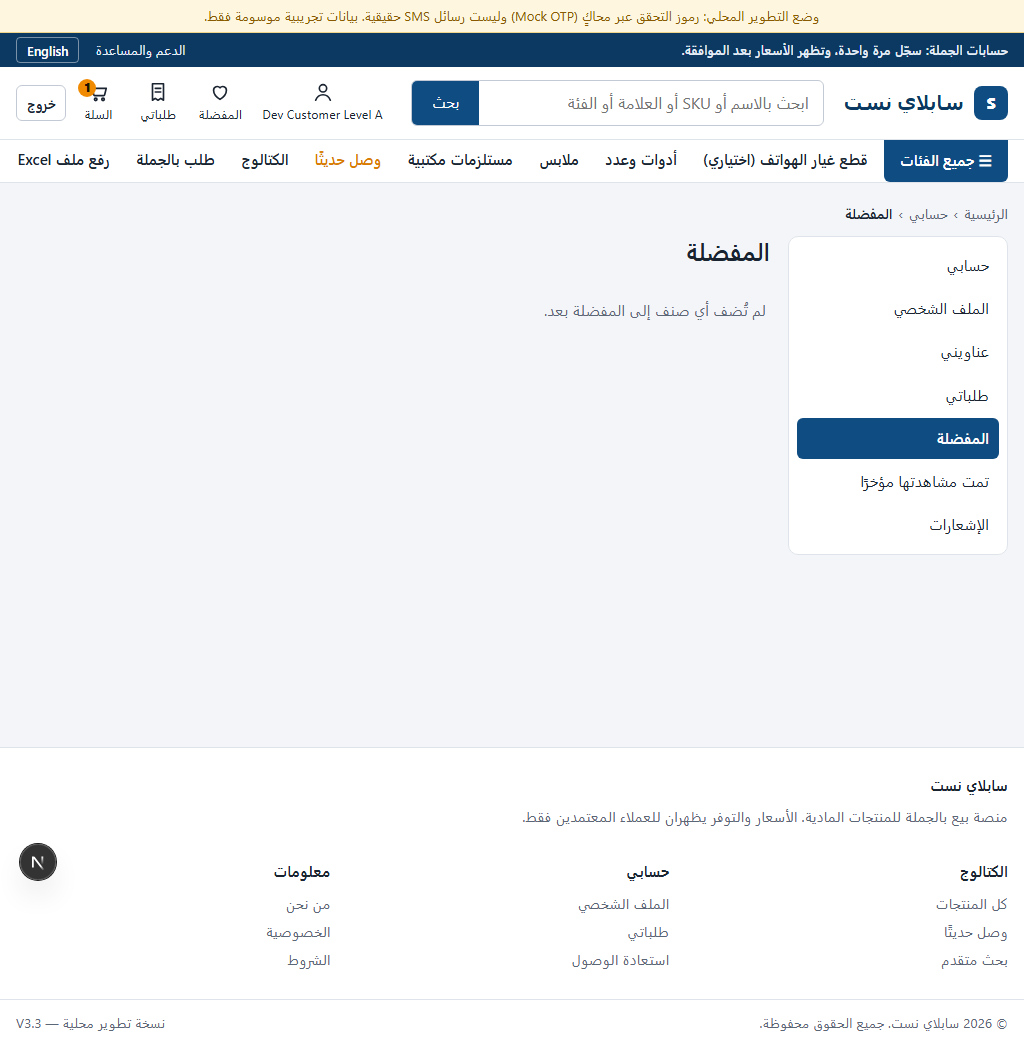 وضع التطوير المحلي: رموز التحقق عبر محاكٍ (Mock OTP) وليست رسائل SMS حقيقية. بيانات تجريبية موسومة فقط.
حسابات الجملة: سجّل مرة واحدة، وتظهر الأسعار بعد الموافقة.
الدعم والمساعدة
English
S
سابلاي نست
ابحث بالاسم أو SKU أو العلامة أو الفئة
بحث
Dev Customer Level A
المفضلة
طلباتي
السلة
1
خروج
☰ جميع الفئات
قطع غيار الهواتف (اختياري)
أدوات وعدد
ملابس
مستلزمات مكتبية
وصل حديثًا
الكتالوج
طلب بالجملة
رفع ملف Excel
الرئيسية › حسابي › المفضلة
حسابي
الملف الشخصي
عناويني
طلباتي
المفضلة
تمت مشاهدتها مؤخرًا
الإشعارات
المفضلة
لم تُضف أي صنف إلى المفضلة بعد.
سابلاي نست
منصة بيع بالجملة للمنتجات المادية. الأسعار والتوفر يظهران للعملاء المعتمدين فقط.
الكتالوج
كل المنتجات
وصل حديثًا
بحث متقدم
حسابي
الملف الشخصي
طلباتي
استعادة الوصول
معلومات
من نحن
الخصوصية
الشروط
N
© 2026 سابلاي نست. جميع الحقوق محفوظة.
نسخة تطوير محلية — V3.3